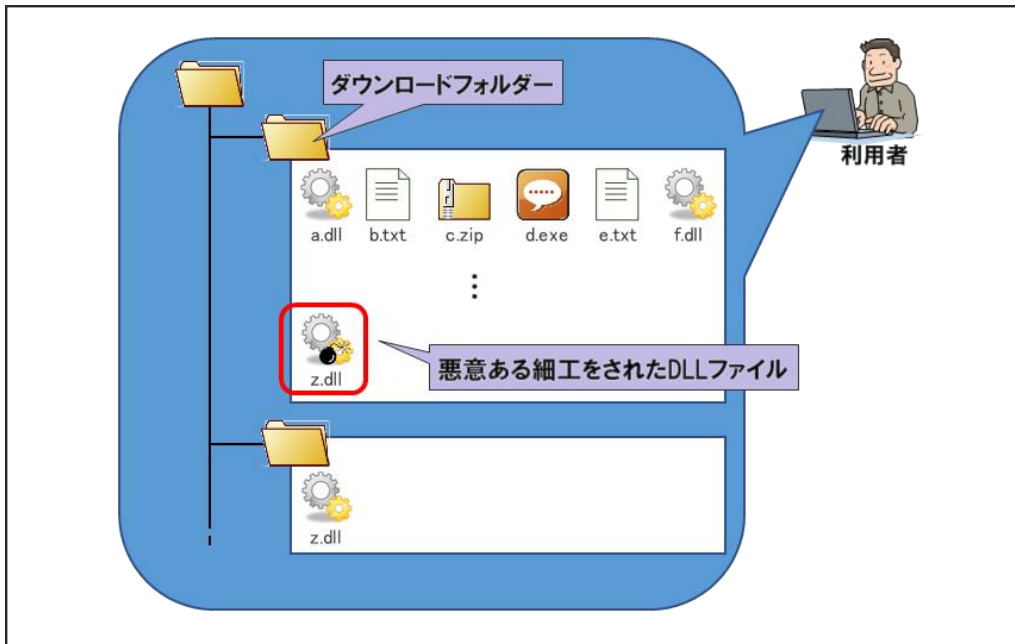 ダウンロードフォルダー
利用者
a.dll b.txt c.zip d.exe e.txt f.dll
z.dll
悪意ある細工をされたDLLファイル
z.dll